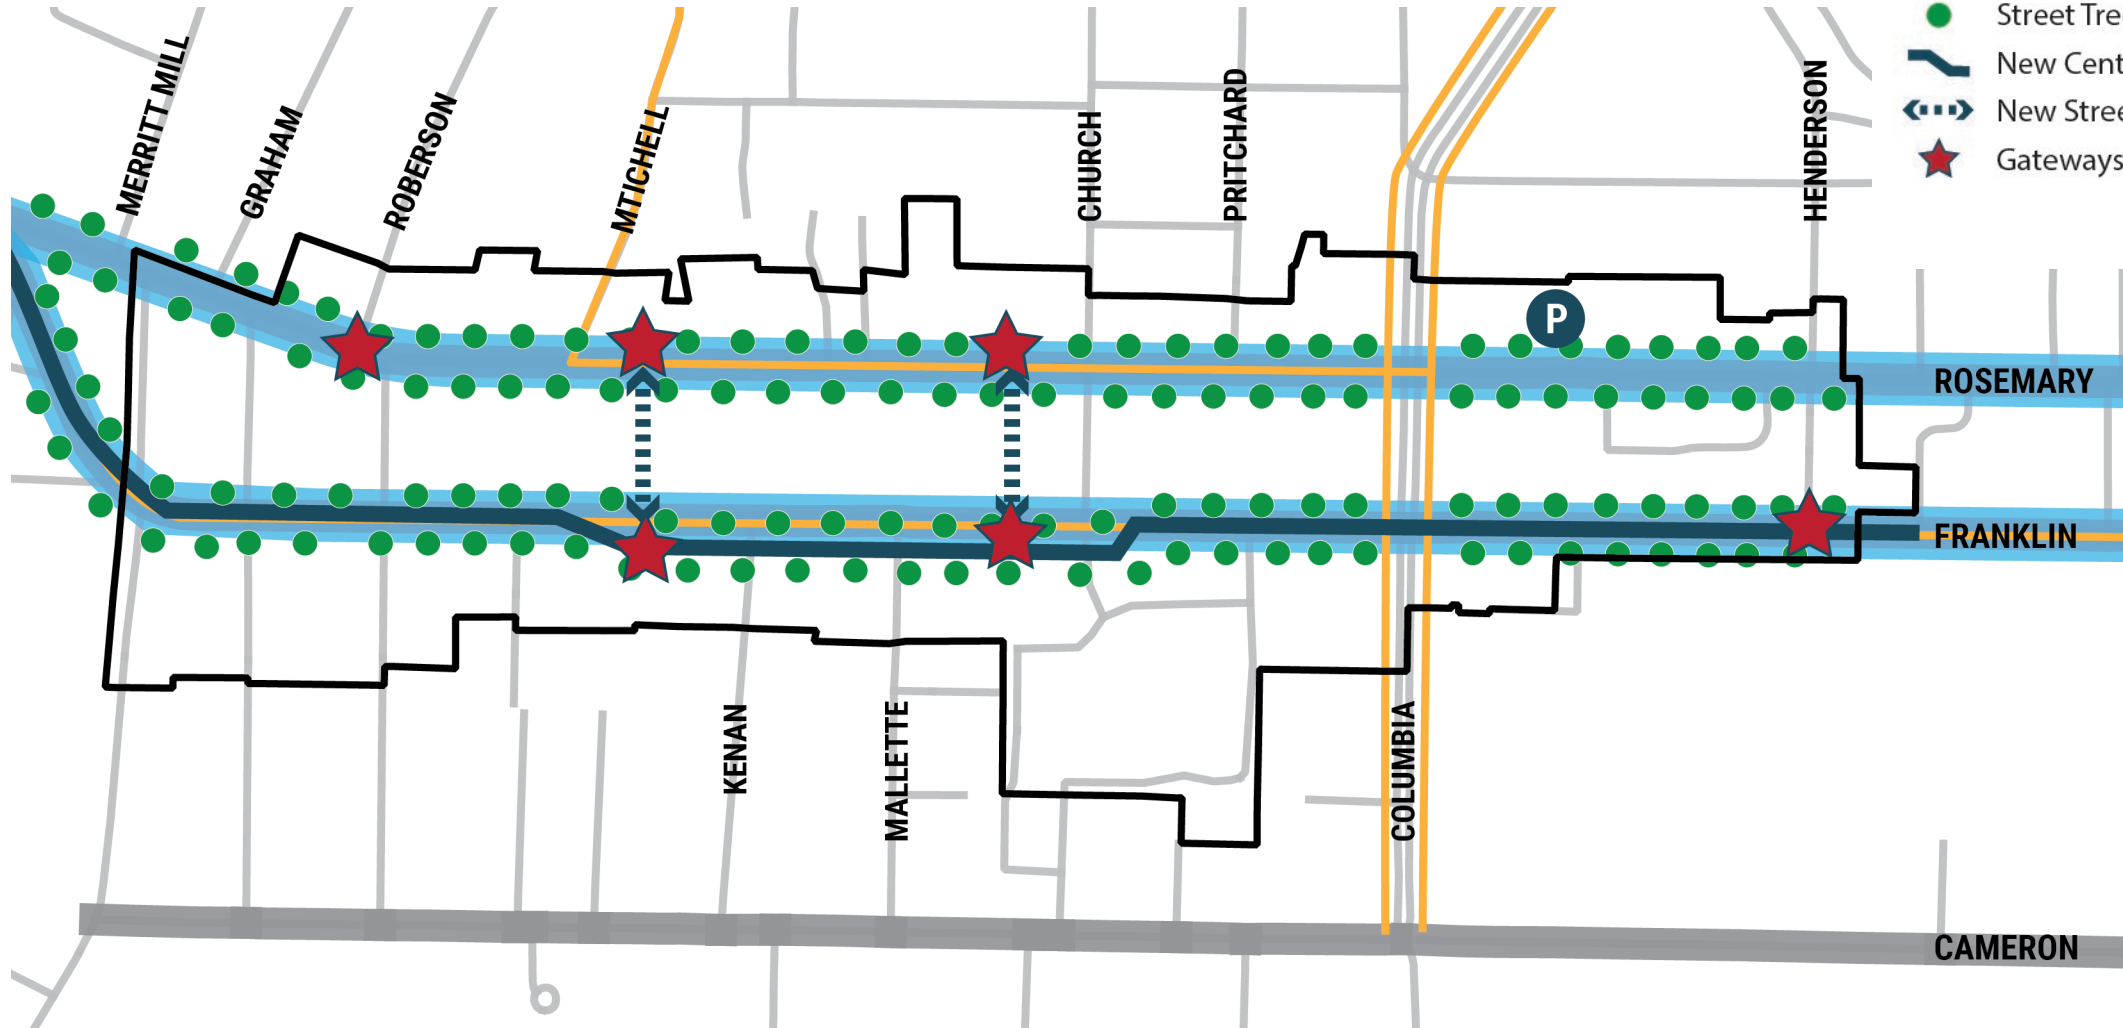 Street Tre
New Cent
New Stree
Gateways
MERRITT MILL
GRAHAM
ROBERSON
MTICHELL
CHURCH
PRITCHARD
HENDERSON
P
ROSEMARY
FRANKLIN
KENAN
MALLETTE
COLUMBIA
CAMERON